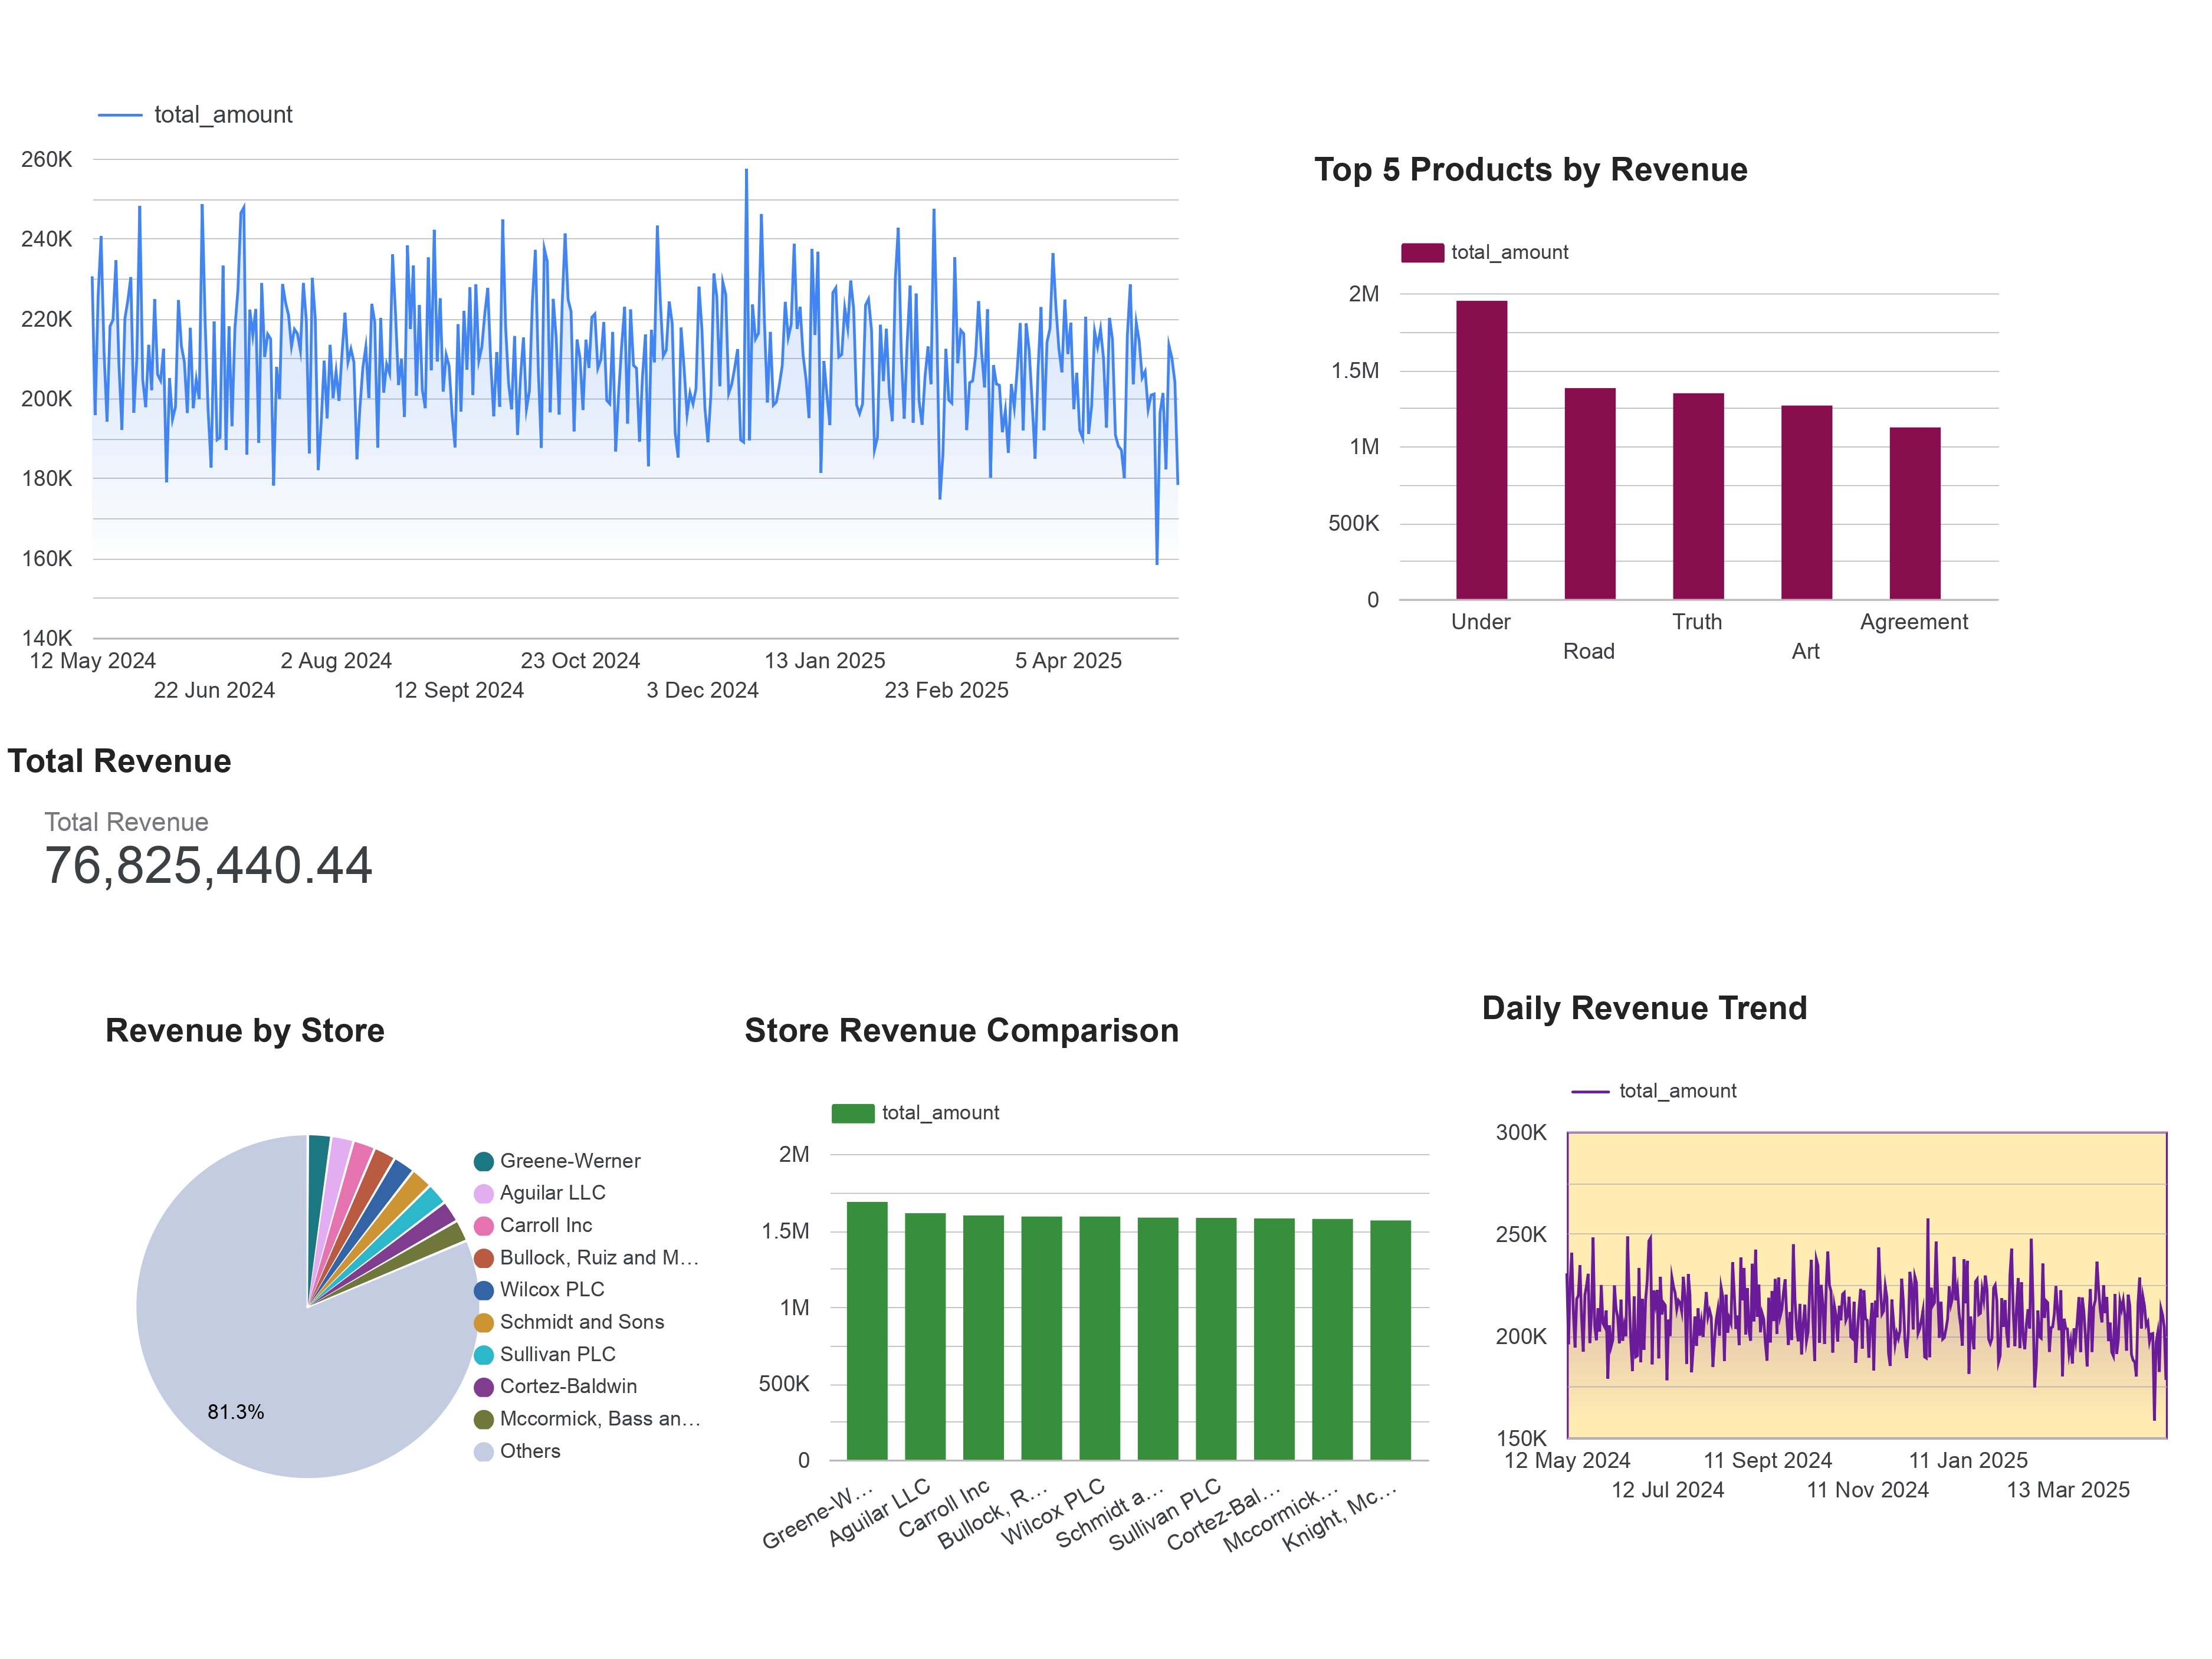 total_amount
260K
240K
220K
200K
180K
160K
140K
12 May 2024
2 Aug 2024
23 Oct 2024
13 Jan 2025
5 Apr 2025
22 Jun 2024
12 Sept 2024
3 Dec 2024
23 Feb 2025
Top 5 Products by Revenue
total_amount
2M
1.5M
1M
500K
0
Under
Truth
Agreement
Road
Art
Total Revenue
Total Revenue
76,825,440.44
Revenue by Store
81.3%
Greene-Werner
Aguilar LLC
Carroll Inc
Bullock, Ruiz and M...
Wilcox PLC
Schmidt and Sons
Sullivan PLC
Cortez-Baldwin
Mccormick, Bass an...
Others
Store Revenue Comparison
total_amount
2M
1.5M
1M
500K
0
Greene-W...
Aguilar LLC
Carroll Inc
Bullock, R...
Wilcox PLC
Schmidt a...
Sullivan PLC
Cortez-Bal...
Mccormick...
Knight, Mc...
Daily Revenue Trend
total_amount
300K
250K
200K
150K
12 May 2024
11 Sept 2024
11 Jan 2025
12 Jul 2024
11 Nov 2024
13 Mar 2025